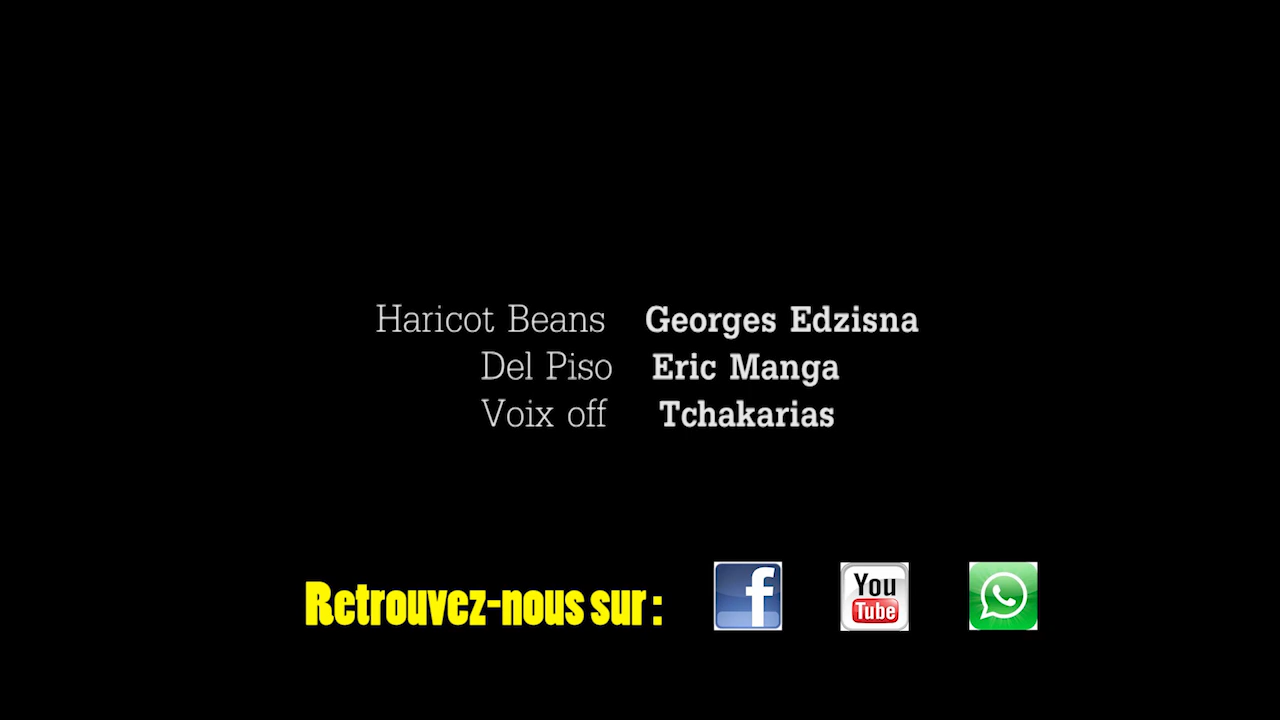 Haricot Beans Georges Edzisna
Del Piso Eric Manga
Voix off Tchakarias
Retrouvez-nous sur :
f
You
Tube